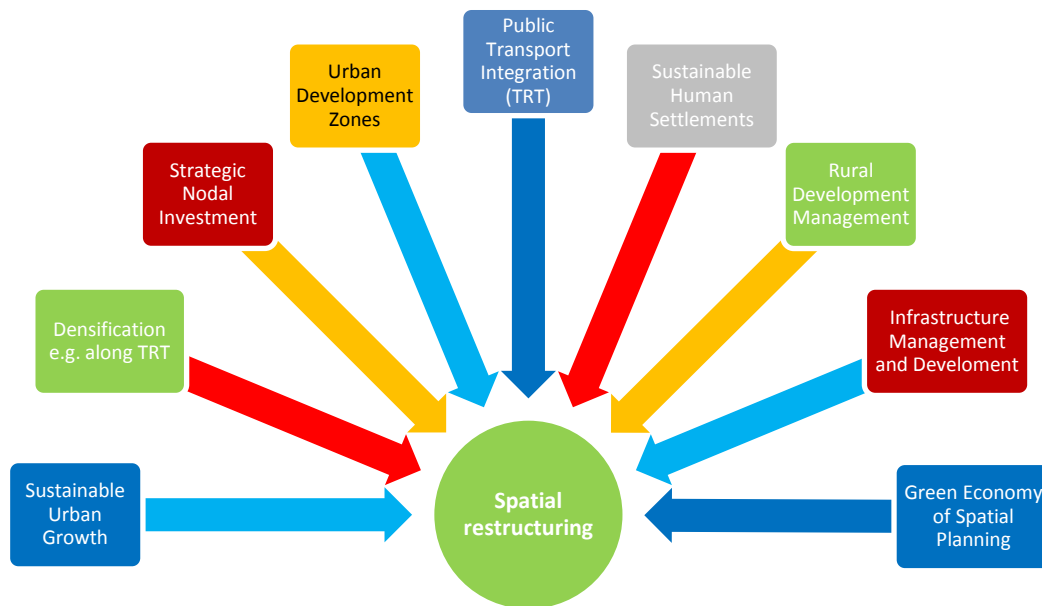 Public
Transport
Integration
(TRT)
Urban
Development
Zones
Sustainable
Human
Settlements
Strategic
Nodal
Investment
Rural
Development
Management
Densification
e.g. along TRT
Infrastructure
Management
and Develoment
Sustainable
Urban
Growth
Spatial
restructuring
Green Economy
of Spatial
Planning